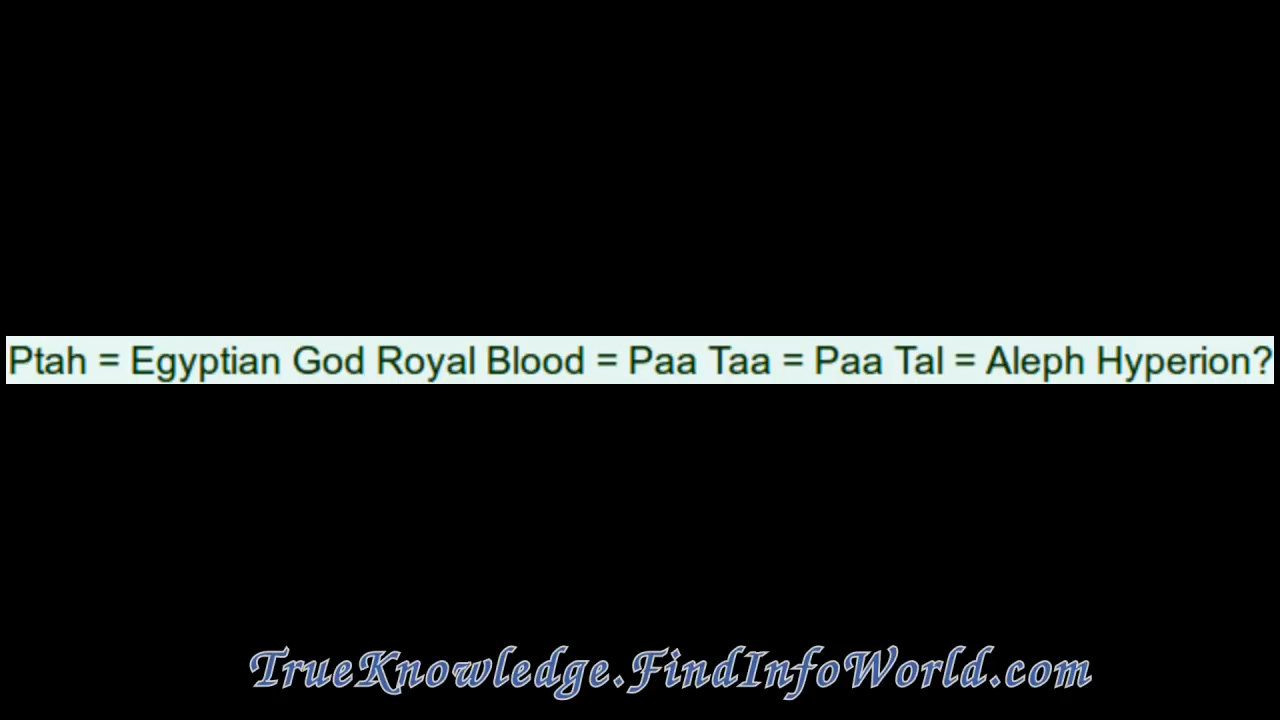 Ptah = Egyptian God Royal Blood = Paa Taa = Paa Tal = Aleph Hyperion?
TrueKnowledge.FindInfoWorld.com